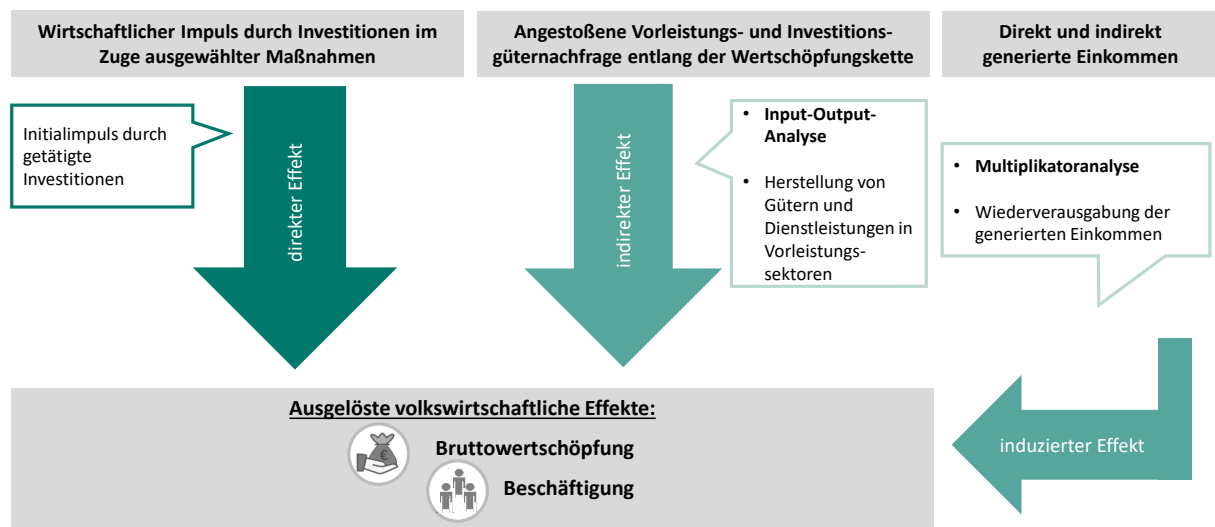 Wirtschaftlicher Impuls durch Investitionen im
Zuge ausgewählter Maßnahmen
Initialimpuls durch
getätigte
Investitionen
direkter Effekt
Angestoßene Vorleistungs- und Investitions-
güternachfrage entlang der Wertschöpfungskette
indirekter Effekt
• Input-Output-
Analyse
• Herstellung von
Gütern und
Dienstleistungen in
Vorleistungs-
sektoren
Direkt und indirekt
generierte Einkommen
• Multiplikatoranalyse
• Wiederverausgabung der
generierten Einkommen
induzierter Effekt
Ausgelöste volkswirtschaftliche Effekte:
€
Bruttowertschöpfung
Beschäftigung